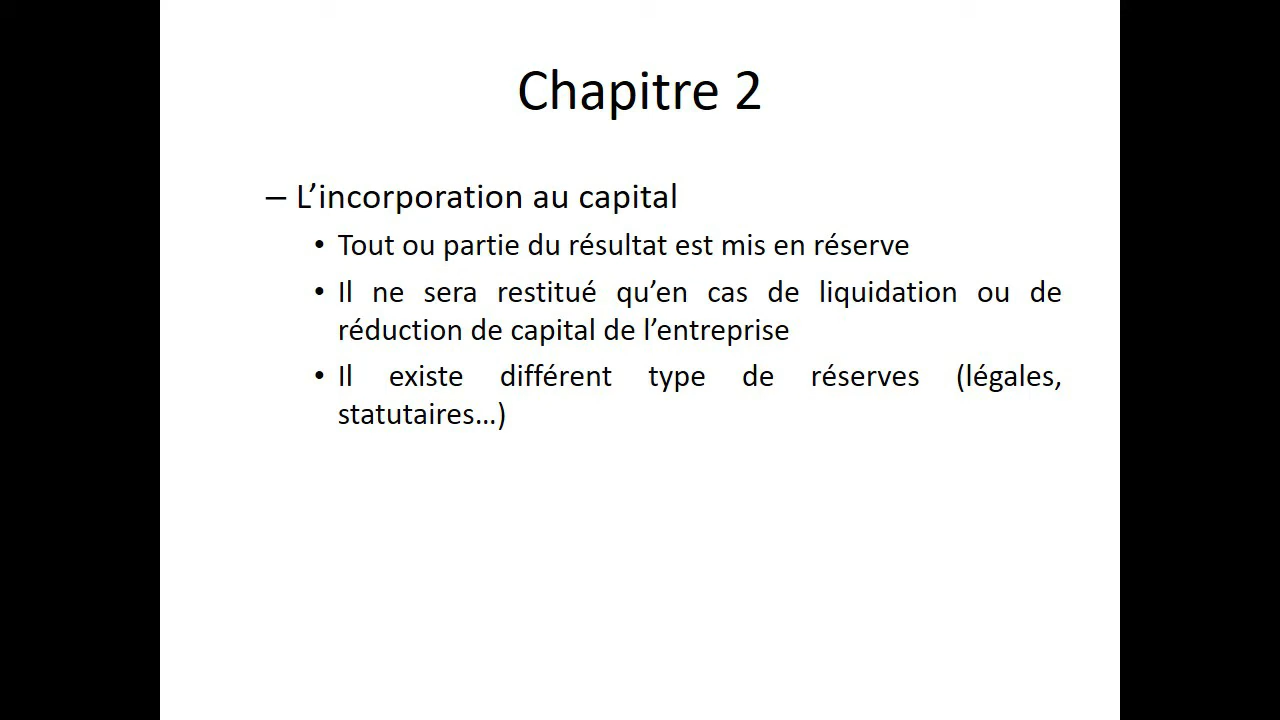 Chapitre 2
– L’incorporation au capital
• Tout ou partie du résultat est mis en réserve
• Il ne sera restitué qu’en cas de liquidation ou de
réduction de capital de l’entreprise
• Il existe différent type de réserves (légales,
statutaires…)